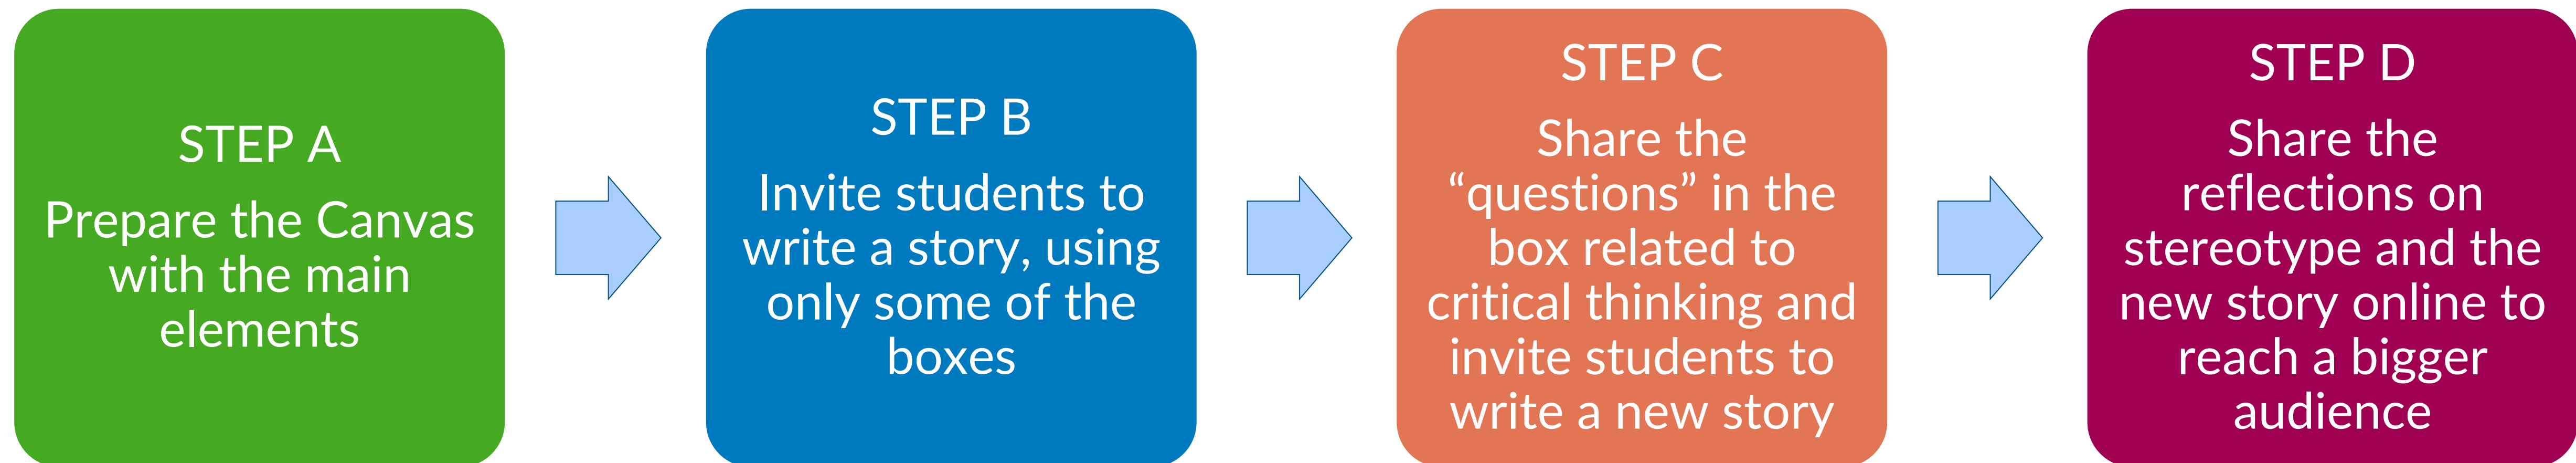 STEP A
Prepare the Canvas
with the main
elements
STEP B
Invite students to
write a story, using
only some of the
boxes
STEP C
Share the
“questions” in the
box related to
critical thinking and
invite students to
write a new story
STEP D
Share the
reflections on
stereotype and the
new story online to
reach a bigger
audience